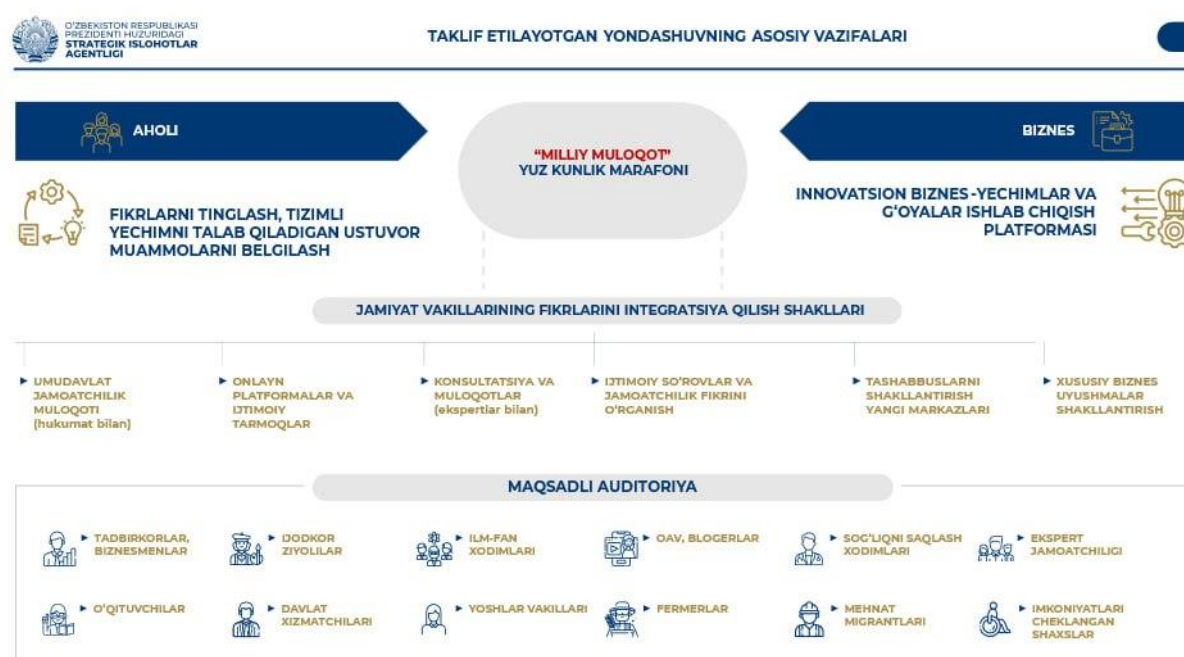 O‘ZBEKISTON RESPUBLIKASI
PREZIDENTI HUZURIDAGI
STRATEGIK ISLOHOTLAR
AGENTLIGI
TAKLIF ETILAYOTGAN YONDASHUVNING ASOSIY VAZIFALARI
AHOLI
“MILLIY MULOQOT”
YUZ KUNLIK MARAFONI
BIZNES
FIKRLARNI TINGLASH, TIZIMLI
YECHIMNI TALAB QILADIGAN USTUVOR
MUAMMOLARNI BELGILASH
INNOVATSION BIZNES-YECHIMLAR VA
G‘OYALAR ISHLAB CHIQISH
PLATFORMASI
JAMIYAT VAKILLARINING FIKRLARINI INTEGRATSIYA QILISH SHAKLLARI
UMUDAVLAT
JAMOATCHILIK
MULOQOTI
(hukumat bilan)
ONLAYN
PLATFORMALAR VA
IJTIMOIY
TARMOQLAR
KONSULTATSIYA VA
MULOQOTLAR
(ekspertlar bilan)
IJTIMOIY SO‘ROVLAR VA
JAMOATCHILIK FIKRINI
O‘RGANISH
TASHABBUSLARNI
SHAKLLANTIRISH
YANGI MARKAZLARI
XUSUSIY BIZNES
UYUSHMALAR
SHAKLLANTIRISH
MAQSADLI AUDITORIYA
TADBIRKORLAR,
BIZNESMENLAR
IJODKOR
ZIYOLILAR
ILM-FAN
XODIMLARI
OAV, BLOGERLAR
SOG‘LIQNI SAQLASH
XODIMLARI
EKSPERT
JAMOATCHILIGI
O‘QITUVCHILAR
DAVLAT
XIZMATCHILARI
YOSHLAR VAKILLARI
FERMERLAR
MEHNAT
MIGRANTLARI
IMKONIYATLARI
CHEKLANGAN
SHAXSLAR